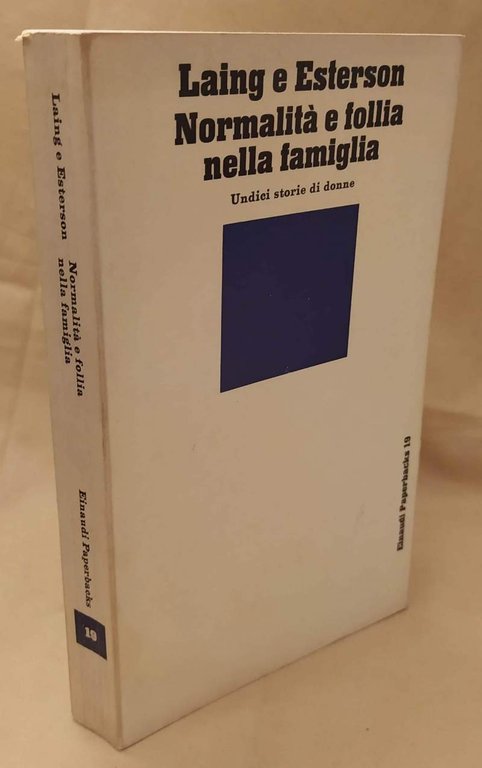 Laing e Esterson
Normalità e follia
nella famiglia
Undici storie di donne
Einaudi Paperbacks 19
Laing e Esterson
Normalità e follia
nella famiglia
Einaudi Paperbacks
19